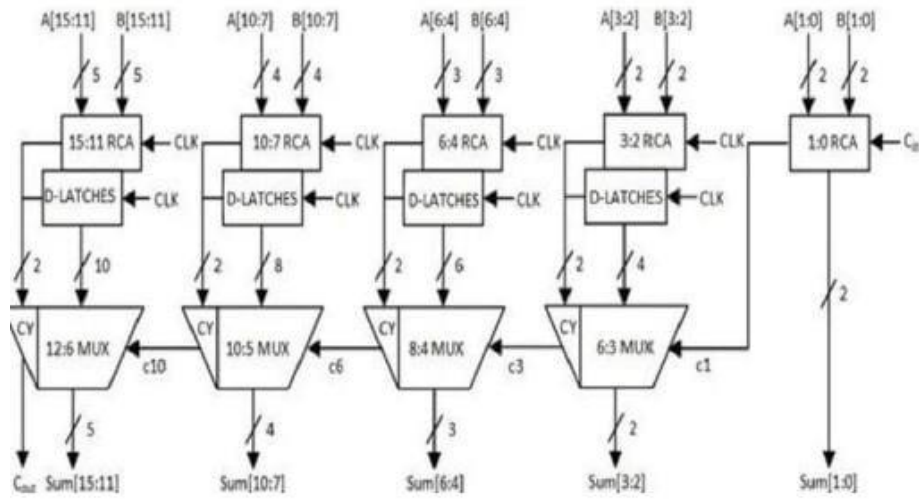 A[15:11] B[15:11] A[10:7] B[10:7] A[6:4] B[6:4] A[3:2] B[3:2] A[1:0] B[1:0]
5 5 4 4 3 3 2 2 2 2
15:11 RCA CLK 10:7 RCA CLK 6:4 RCA CLK 3:2 RCA CLK 1:0 RCA
D-LATCHES CLK D-LATCHES CLK D-LATCHES CLK D-LATCHES CLK
2 10 2 8 2 6 2 4 2
CY 12:6 MUX c10 CY 10:5 MUX c6 CY 8:4 MUX c3 CY 6:3 MUX c1
5 4 3 2
Cout Sum[15:11] Sum[10:7] Sum[6:4] Sum[3:2] Sum[1:0]